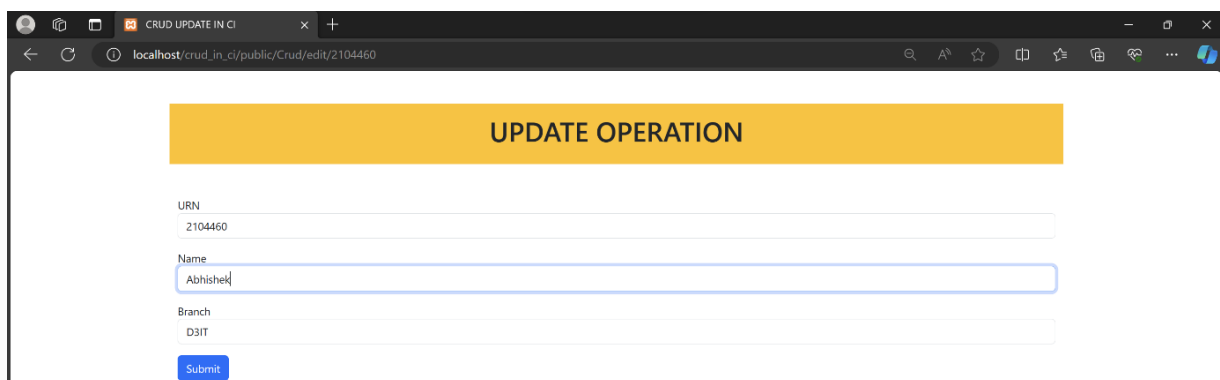 CRUD UPDATE IN CI
localhost/crud_in_ci/public/Crud/edit/2104460
UPDATE OPERATION
URN
2104460
Name
Abhishek
Branch
D3IT
Submit